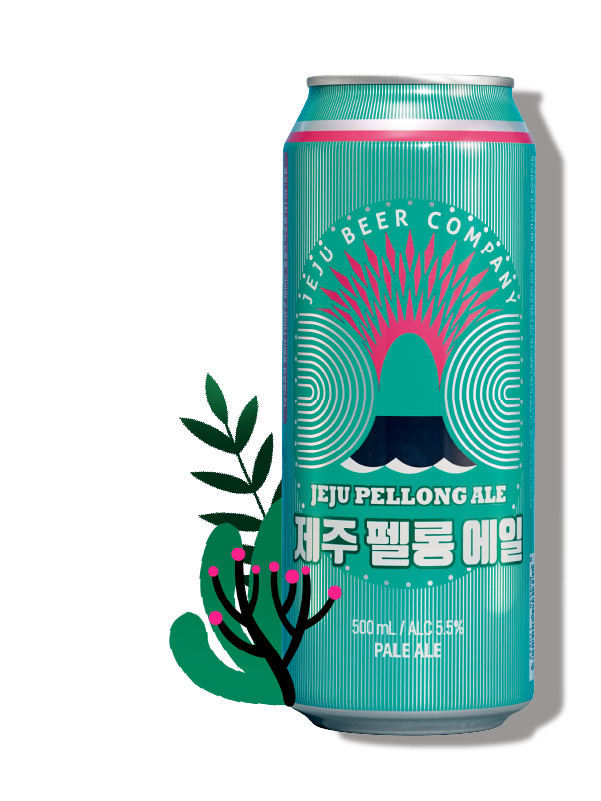 JEJU BEER COMPANY
JEJU PELLONG ALE
제주 펠롱 에일
500 mL / ALC 5.5%
PALE ALE